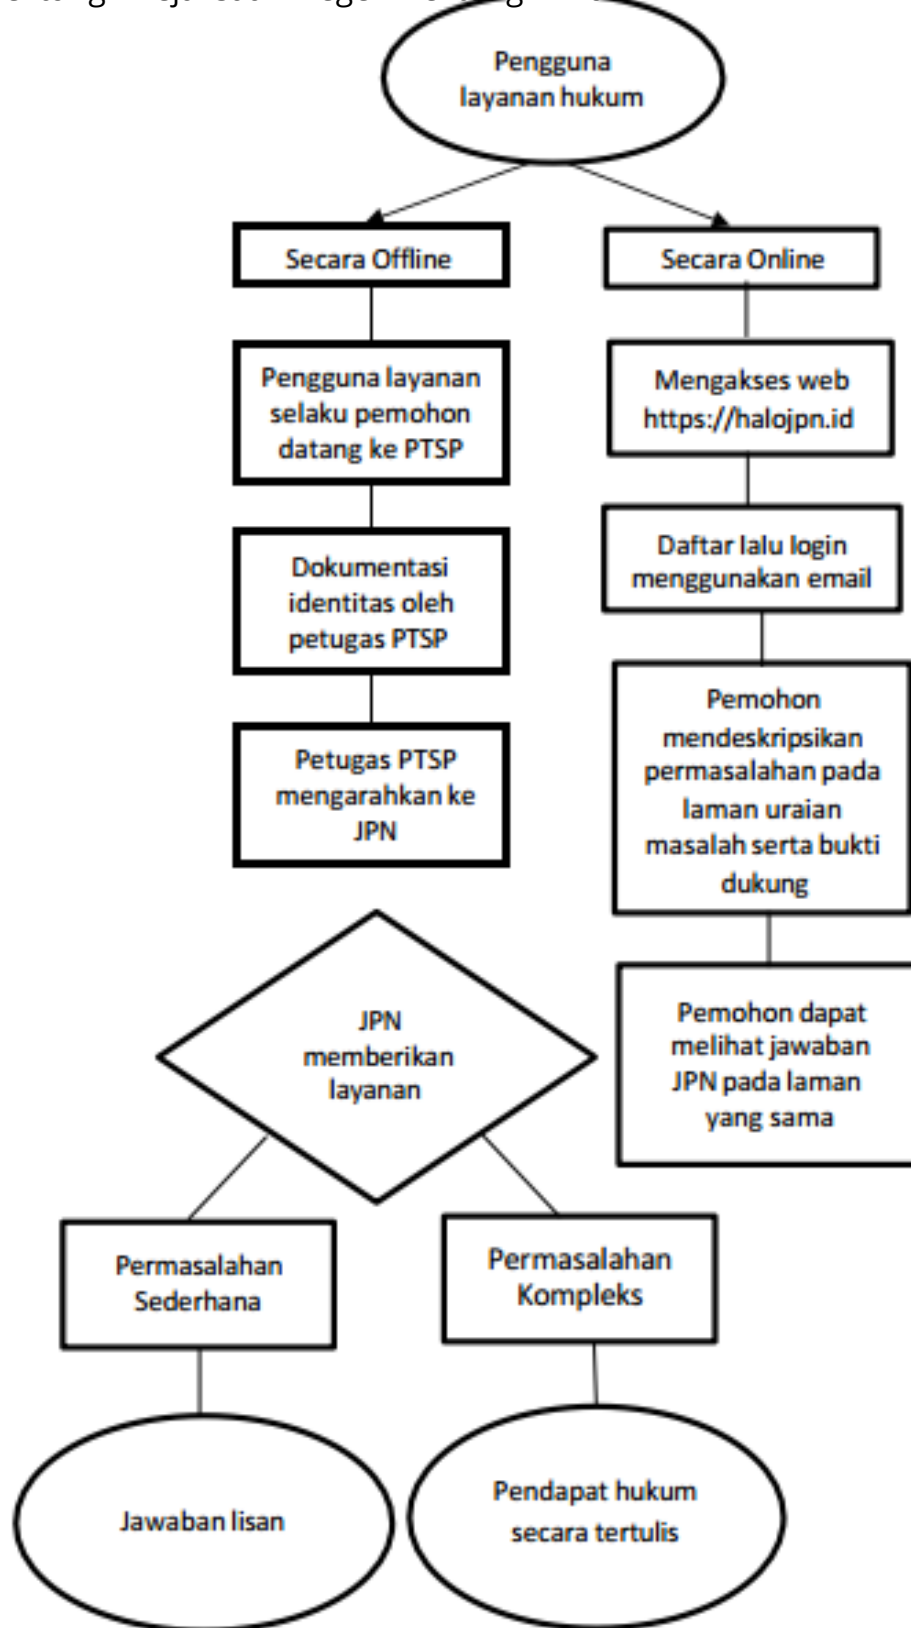 Pengguna
layanan hukum
Secara Offline
Pengguna layanan
selaku pemohon
datang ke PTSP
Dokumentasi
identitas oleh
petugas PTSP
Petugas PTSP
mengarahkan ke
JPN
Secara Online
Mengakses web
https://halojpn.id
Daftar lalu login
menggunakan email
Pemohon
mendeskripsikan
permasalahan pada
laman uraian
masalah serta bukti
dukung
Pemohon dapat
melihat jawaban
JPN pada laman
yang sama
JPN
memberikan
layanan
Permasalahan
Sederhana
Jawaban lisan
Permasalahan
Kompleks
Pendapat hukum
secara tertulis